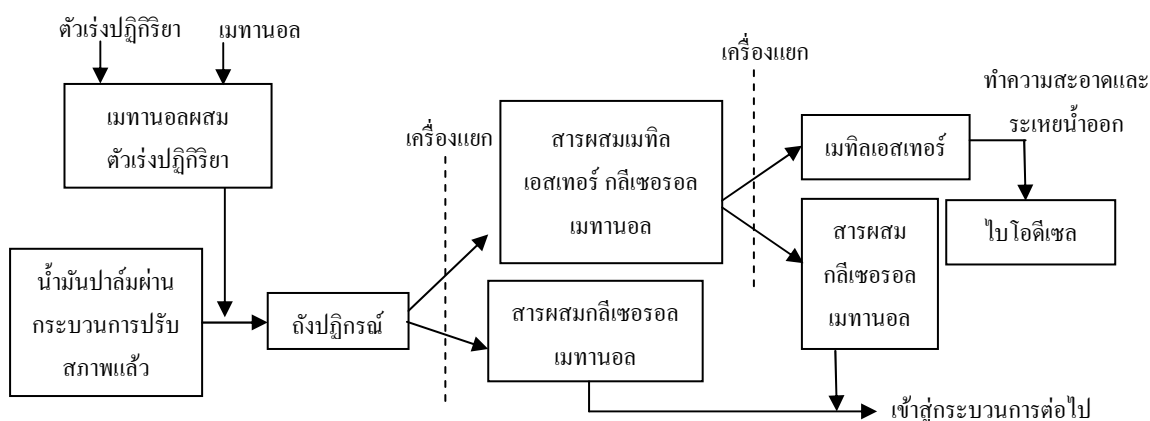 ตัวเร่งปฏิกิริยา
เมทานอล
เมทานอลผสม
ตัวเร่งปฏิกิริยา
น้ำมันปาล์มผ่าน
กระบวนการปรับ
สภาพแล้ว
ถังปฏิกรณ์
เครื่องแยก
สารผสมเมทิล
เอสเทอร์ กลีเซอรอล
เมทานอล
สารผสมกลีเซอรอล
เมทานอล
เครื่องแยก
เมทิลเอสเทอร์
สารผสม
กลีเซอรอล
เมทานอล
ทำความสะอาดและ
ระเหยน้ำออก
ไบโอดีเซล
เข้าสู่กระบวนการต่อไป